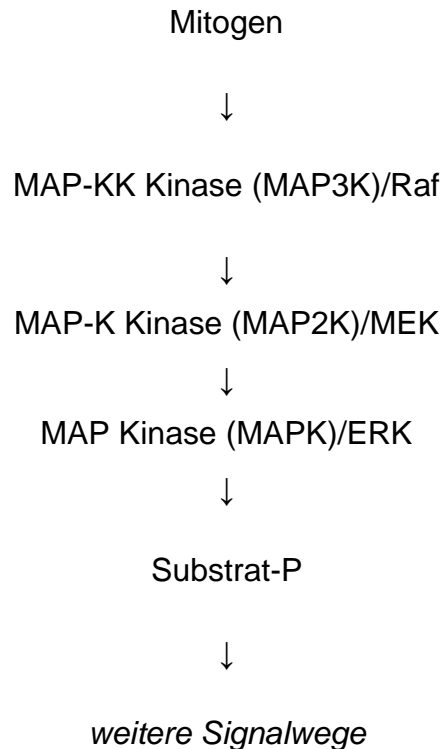 Mitogen
↓
MAP-KK Kinase (MAP3K)/Raf
↓
MAP-K Kinase (MAP2K)/MEK
↓
MAP Kinase (MAPK)/ERK
↓
Substrat-P
↓
weitere Signalwege